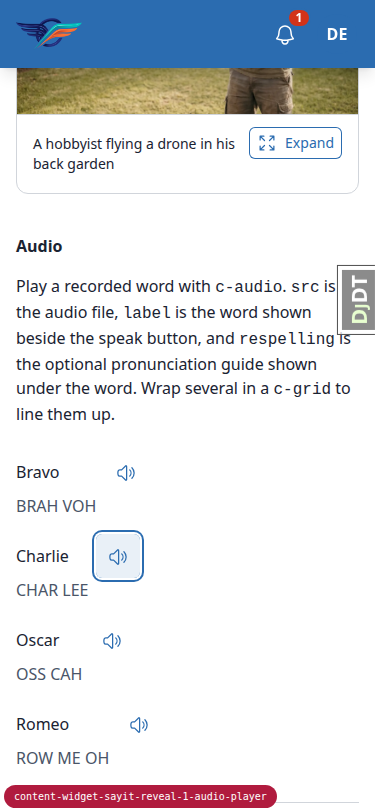 1
DE
A hobbyist flying a drone in his
back garden
Expand
Audio
DjDT
Play a recorded word with c-audio. src is
the audio file, label is the word shown
beside the speak button, and respelling is
the optional pronunciation guide shown
under the word. Wrap several in a c-grid to
line them up.
Bravo
BRAH VOH
Charlie
CHAR LEE
Oscar
OSS CAH
Romeo
ROW ME OH
content-widget-sayit-reveal-1-audio-player